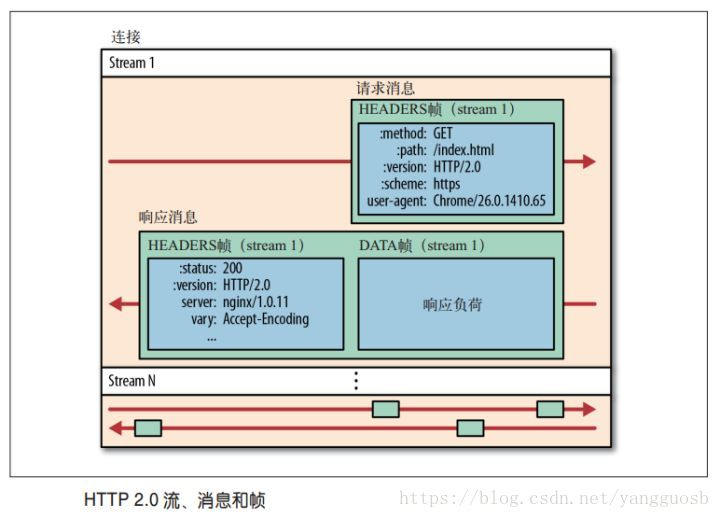 连接
Stream 1
请求消息
HEADERS帧（stream 1）
:method: GET
:path: /index.html
:version: HTTP/2.0
:scheme: https
user-agent: Chrome/26.0.1410.65
响应消息
HEADERS帧（stream 1）
:status: 200
:version: HTTP/2.0
server: nginx/1.0.11
vary: Accept-Encoding
...
DATA帧（stream 1）
响应负荷
Stream N
HTTP 2.0 流、消息和帧
https://blog.csdn.net/yangguosb